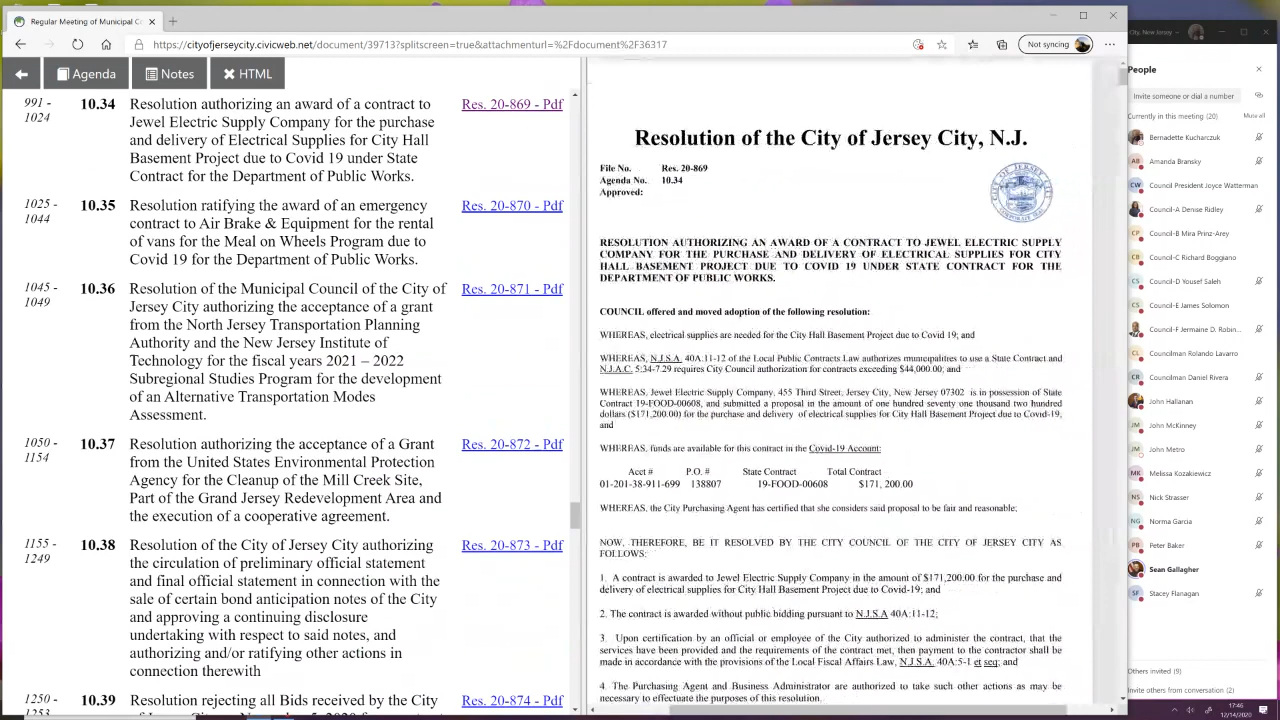 Regular Meeting of Municipal Co
https://cityofjerseycity.civicweb.net/document/39713?splitscreen=true&attachmenturl=%2Fdocument%2F36317
Not syncing
City, New Jersey
Agenda
Notes
HTML
991 -
1024
10.34
Resolution authorizing an award of a contract to
Jewel Electric Supply Company for the purchase
and delivery of Electrical Supplies for City Hall
Basement Project due to Covid 19 under State
Contract for the Department of Public Works.
Res. 20-869 - Pdf
1025 -
1044
10.35
Resolution ratifying the award of an emergency
contract to Air Brake & Equipment for the rental
of vans for the Meal on Wheels Program due to
Covid 19 for the Department of Public Works.
Res. 20-870 - Pdf
1045 -
1049
10.36
Resolution of the Municipal Council of the City of
Jersey City authorizing the acceptance of a grant
from the North Jersey Transportation Planning
Authority and the New Jersey Institute of
Technology for the fiscal years 2021 – 2022
Subregional Studies Program for the development
of an Alternative Transportation Modes
Assessment.
Res. 20-871 - Pdf
1050 -
1154
10.37
Resolution authorizing the acceptance of a Grant
from the United States Environmental Protection
Agency for the Cleanup of the Mill Creek Site,
Part of the Grand Jersey Redevelopment Area and
the execution of a cooperative agreement.
Res. 20-872 - Pdf
1155 -
1249
10.38
Resolution of the City of Jersey City authorizing
the circulation of preliminary official statement
and final official statement in connection with the
sale of certain bond anticipation notes of the City
and approving a continuing disclosure
undertaking with respect to said notes, and
authorizing and/or ratifying other actions in
connection therewith
Res. 20-873 - Pdf
1250 -
1253
10.39
Resolution rejecting all Bids received by the City
Res. 20-874 - Pdf
Resolution of the City of Jersey City, N.J.
File No. Res. 20-869
Agenda No. 10.34
Approved:
RESOLUTION AUTHORIZING AN AWARD OF A CONTRACT TO JEWEL ELECTRIC SUPPLY
COMPANY FOR THE PURCHASE AND DELIVERY OF ELECTRICAL SUPPLIES FOR CITY
HALL BASEMENT PROJECT DUE TO COVID 19 UNDER STATE CONTRACT FOR THE
DEPARTMENT OF PUBLIC WORKS.
COUNCIL offered and moved adoption of the following resolution:
WHEREAS, electrical supplies are needed for the City Hall Basement Project due to Covid 19; and
WHEREAS, N.J.S.A. 40A:11-12 of the Local Public Contracts Law authorizes municipalities to use a State Contract and
N.J.A.C. 5:34-7.29 requires City Council authorization for contracts exceeding $44,000.00; and
WHEREAS, Jewel Electric Supply Company, 455 Third Street, Jersey City, New Jersey 07302 is in possession of State
Contract 19-FOOD-00608, and submitted a proposal in the amount of one hundred seventy one thousand two hundred
dollars ($171,200.00) for the purchase and delivery of electrical supplies for City Hall Basement Project due to Covid-19,
and
WHEREAS, funds are available for this contract in the Covid-19 Account:
Acct # P.O. # State Contract Total Contract
01-201-38-911-699 138807 19-FOOD-00608 $171, 200.00
WHEREAS, the City Purchasing Agent has certified that she considers said proposal to be fair and reasonable;
NOW, THEREFORE, BE IT RESOLVED BY THE CITY COUNCIL OF THE CITY OF JERSEY CITY AS
FOLLOWS:
1. A contract is awarded to Jewel Electric Supply Company in the amount of $171,200.00 for the purchase and
delivery of electrical supplies for City Hall Basement Project due to Covid-19; and
2. The contract is awarded without public bidding pursuant to N.J.S.A 40A:11-12;
3. Upon certification by an official or employee of the City authorized to administer the contract, that the
services have been provided and the requirements of the contract met, then payment to the contractor shall be
made in accordance with the provisions of the Local Fiscal Affairs Law, N.J.S.A. 40A:5-1 et seq; and
4. The Purchasing Agent and Business Administrator are authorized to take such other actions as may be
necessary to effectuate the purposes of this resolution.
People
Invite someone or dial a number
Currently in this meeting (20)
Mute all
Bernadette Kucharczuk
AB Amanda Bransky
CW Council President Joyce Watterman
Council-A Denise Ridley
CP Council-B Mira Prinz-Arey
CC Council-C Richard Boggiano
CS Council-D Yousef Saleh
CS Council-E James Solomon
Council-F Jermaine D. Robin...
CL Councilman Rolando Lavarro
CR Councilman Daniel Rivera
John Hallanan
JM John McKinney
JM John Metro
MK Melissa Kozakiewicz
NS Nick Strasser
NG Norma Garcia
PB Peter Baker
Sean Gallagher
SF Stacey Flanagan
Others invited (9)
Invite others from conversation (2)
17:46
12/14/2020